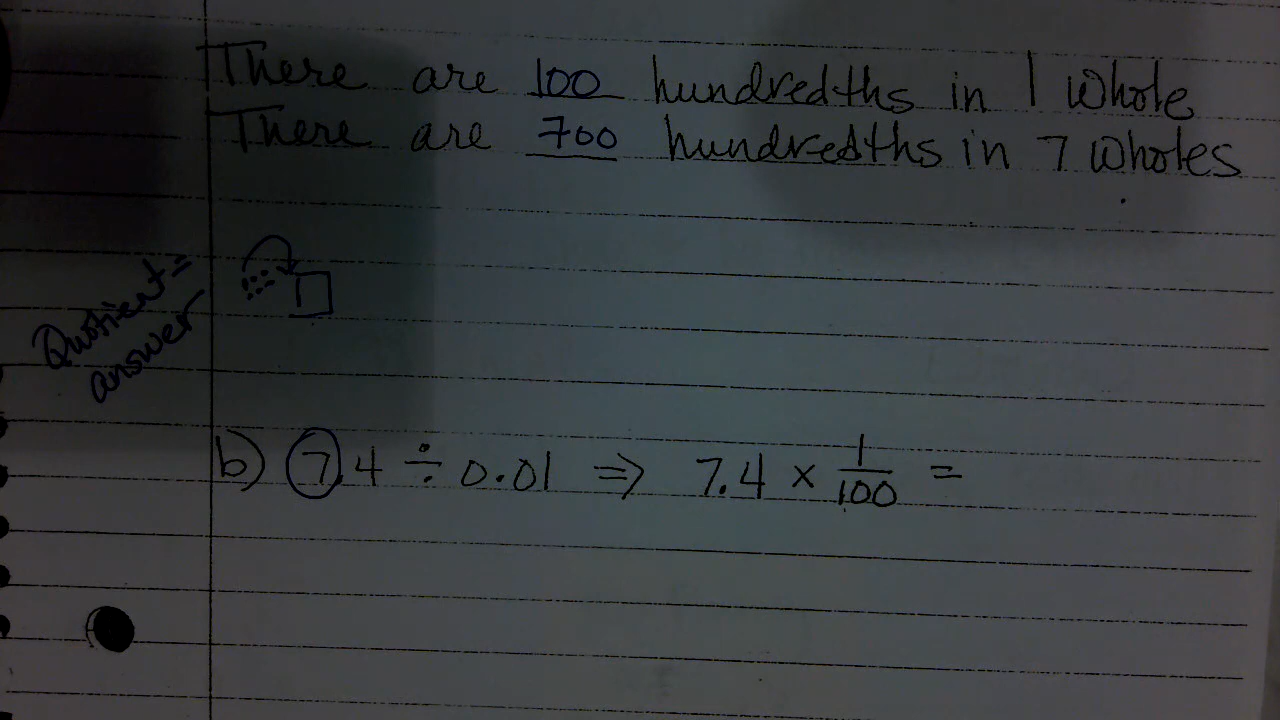 There are 100 hundredths in 1 whole
There are 700 hundredths in 7 wholes
Quotient =
answer
b) 7.4 ÷ 0.01 ⇒ 7.4 × 1/100 =